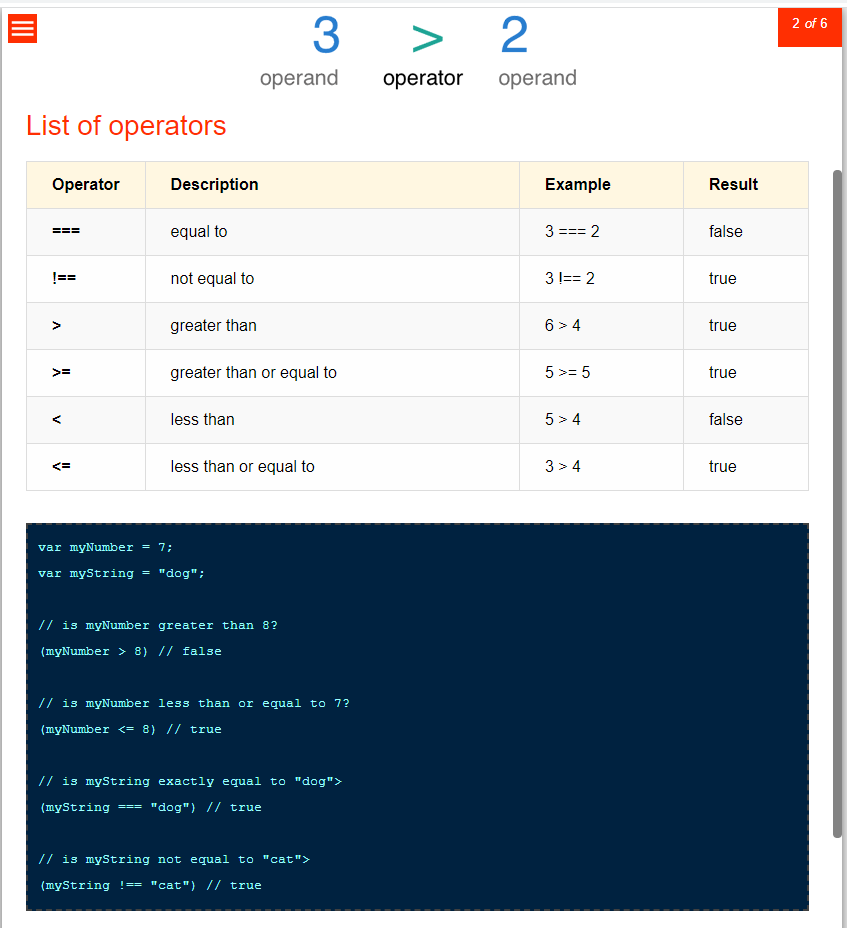 2 of 6
3 > 2
operand operator operand
List of operators
Operator Description Example Result
=== equal to 3 === 2 false
!== not equal to 3 !== 2 true
> greater than 6 > 4 true
>= greater than or equal to 5 >= 5 true
< less than 5 > 4 false
<= less than or equal to 3 > 4 true
var myNumber = 7;
var myString = "dog";
// is myNumber greater than 8?
(myNumber > 8) // false
// is myNumber less than or equal to 7?
(myNumber <= 8) // true
// is myString exactly equal to "dog">
(myString === "dog") // true
// is myString not equal to "cat">
(myString !== "cat") // true